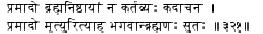 प्रमादो ब्रह्मनिष्ठायां न कर्तव्यः कदाचन ।
प्रमादो मृत्युरित्याह भगवान्ब्रह्मणः सुतः ॥ ३२१॥